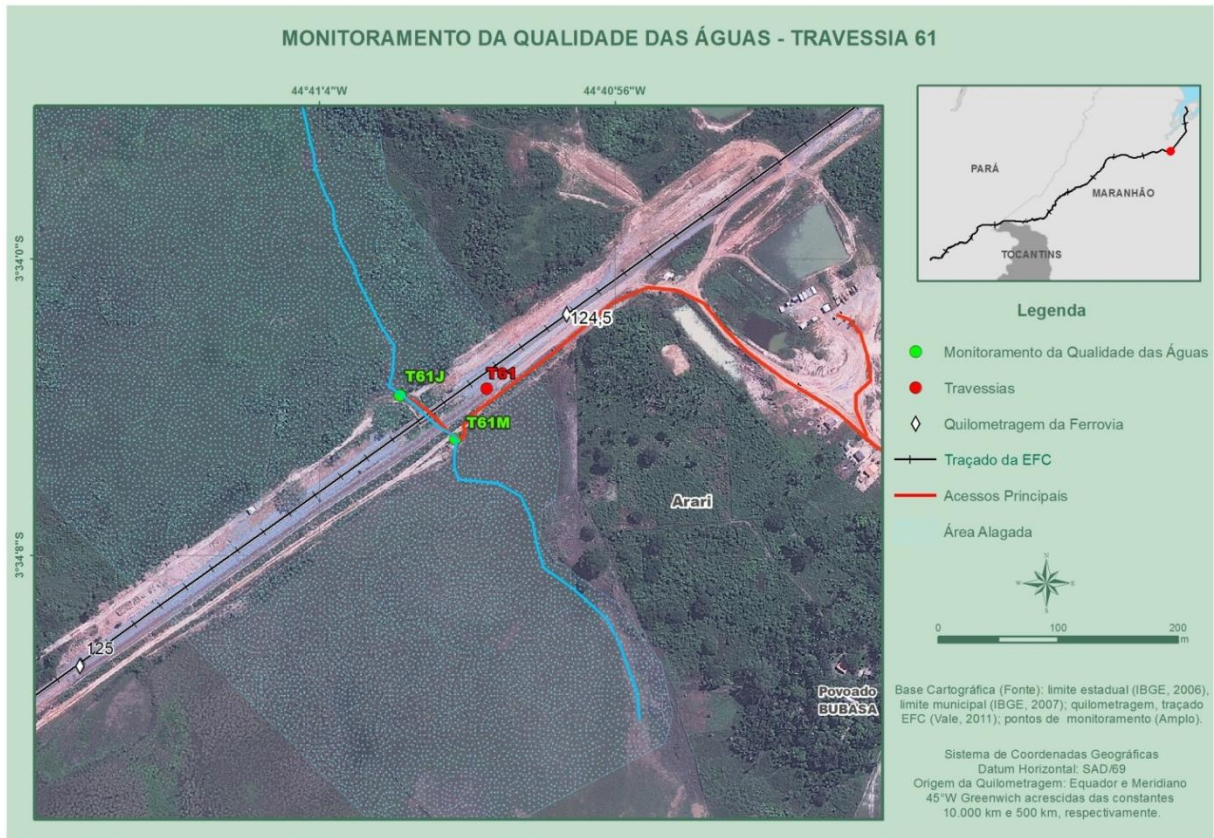 MONITORAMENTO DA QUALIDADE DAS ÁGUAS - TRAVESSIA 61
44°41'4"W
44°40'56"W
3°34'0"S
3°34'8"S
124,5
T61J
T61
T61M
Arari
125
Povoado
BUBASA
PARÁ
MARANHÃO
TOCANTINS
Legenda
Monitoramento da Qualidade das Águas
Travessias
Quilometragem da Ferrovia
Traçado da EFC
Acessos Principais
Área Alagada
N
W
E
S
0
100
200
m
Base Cartográfica (Fonte): limite estadual (IBGE, 2006),
limite municipal (IBGE, 2007); quilometragem, traçado
EFC (Vale, 2011); pontos de monitoramento (Amplo).
Sistema de Coordenadas Geográficas
Datum Horizontal: SAD/69
Origem da Quilometragem: Equador e Meridiano
45°W Greenwich acrescidas das constantes
10.000 km e 500 km, respectivamente.